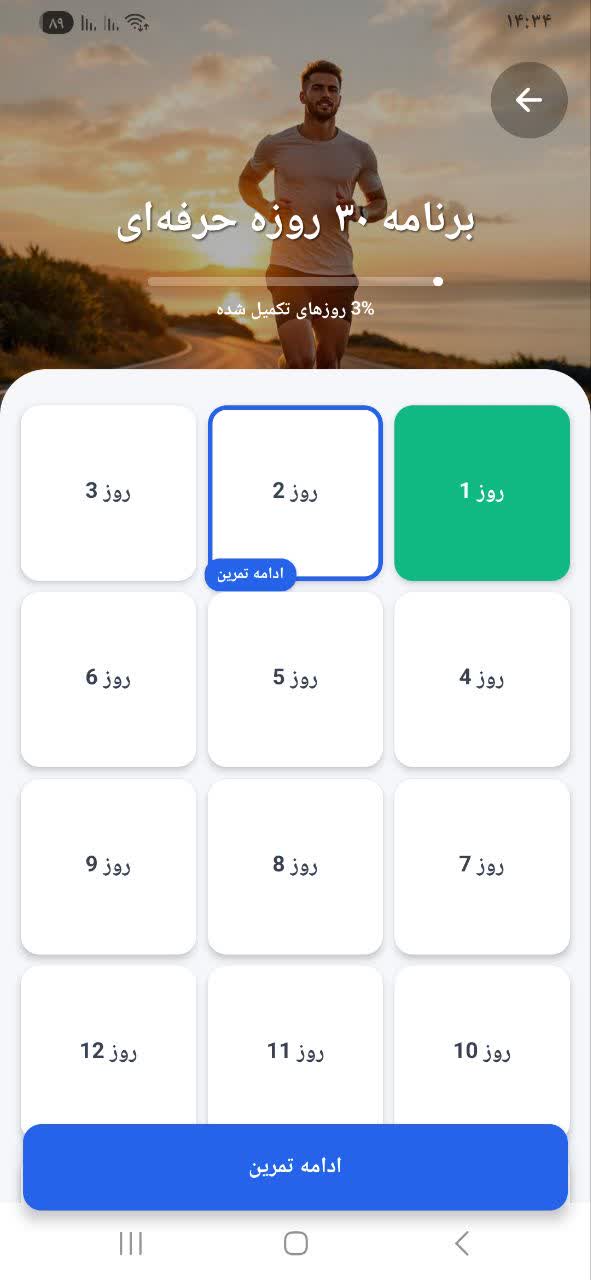 ۱۴:۳۴
۸۹
برنامه ۳۰ روزه حرفه‌ای
3% روزهای تکمیل شده
روز 1
روز 2
روز 3
ادامه تمرین
روز 4
روز 5
روز 6
روز 7
روز 8
روز 9
روز 10
روز 11
روز 12
ادامه تمرین